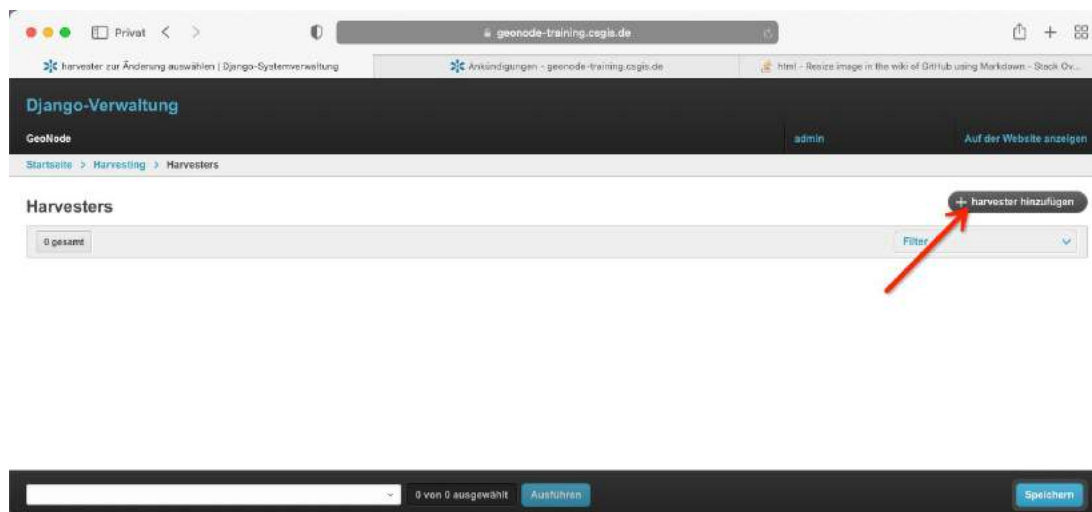 Privat
geonode-training.csgis.de
harvester zur Änderung auswählen | Django-Systemverwaltung
Ankündigungen - geonode-training.csgis.de
html - Resize image in the wiki of GitHub using Markdown - Stack Ov...
Django-Verwaltung
GeoNode
admin
Auf der Website anzeigen
Startseite > Harvesting > Harvesters
Harvesters
+ harvester hinzufügen
0 gesamt
Filter
0 von 0 ausgewählt
Ausführen
Speichern